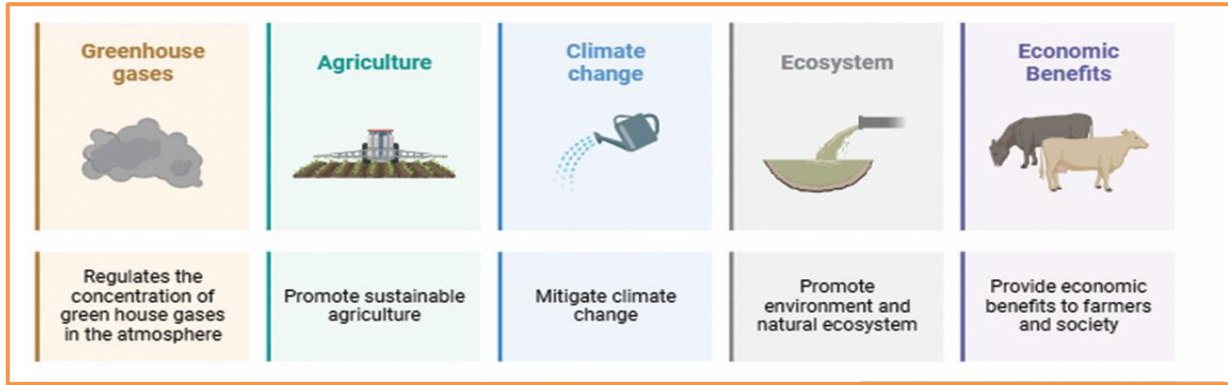 Greenhouse
gases
Agriculture
Climate
change
Ecosystem
Economic
Benefits
Regulates the
concentration of
green house gases
in the atmosphere
Promote sustainable
agriculture
Mitigate climate
change
Promote
environment and
natural ecosystem
Provide economic
benefits to farmers
and society